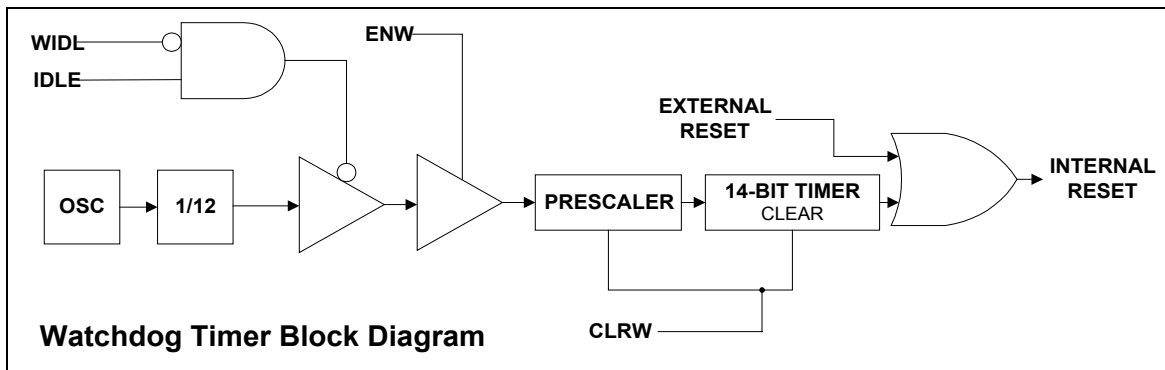 WIDL
IDLE
ENW
EXTERNAL
RESET
OSC
1/12
PRESCALER
14-BIT TIMER
CLEAR
INTERNAL
RESET
CLRW
Watchdog Timer Block Diagram